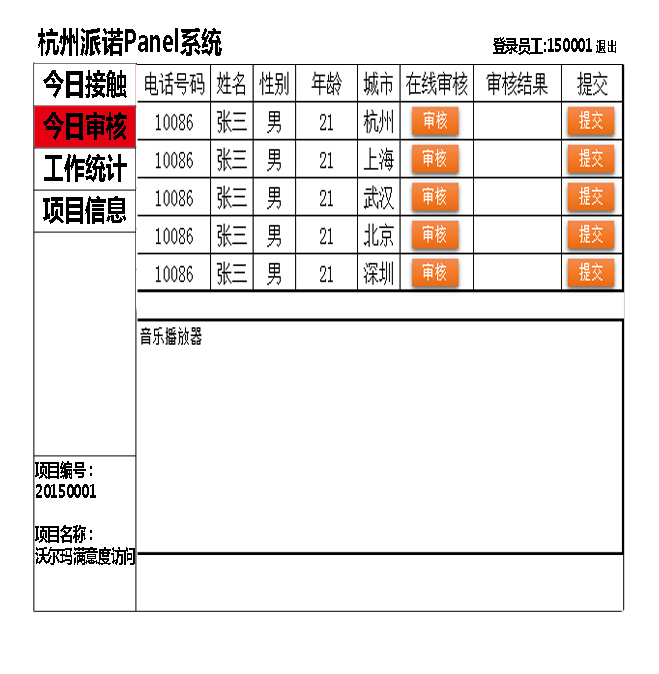 杭州派诺Panel系统
登录员工:150001 退出
今日接触
今日审核
工作统计
项目信息
电话号码 姓名 性别 年龄 城市 在线审核 审核结果 提交
10086 张三 男 21 杭州 审核 提交
10086 张三 男 21 上海 审核 提交
10086 张三 男 21 武汉 审核 提交
10086 张三 男 21 北京 审核 提交
10086 张三 男 21 深圳 审核 提交
音乐播放器
项目编号：
20150001
项目名称：
沃尔玛满意度访问